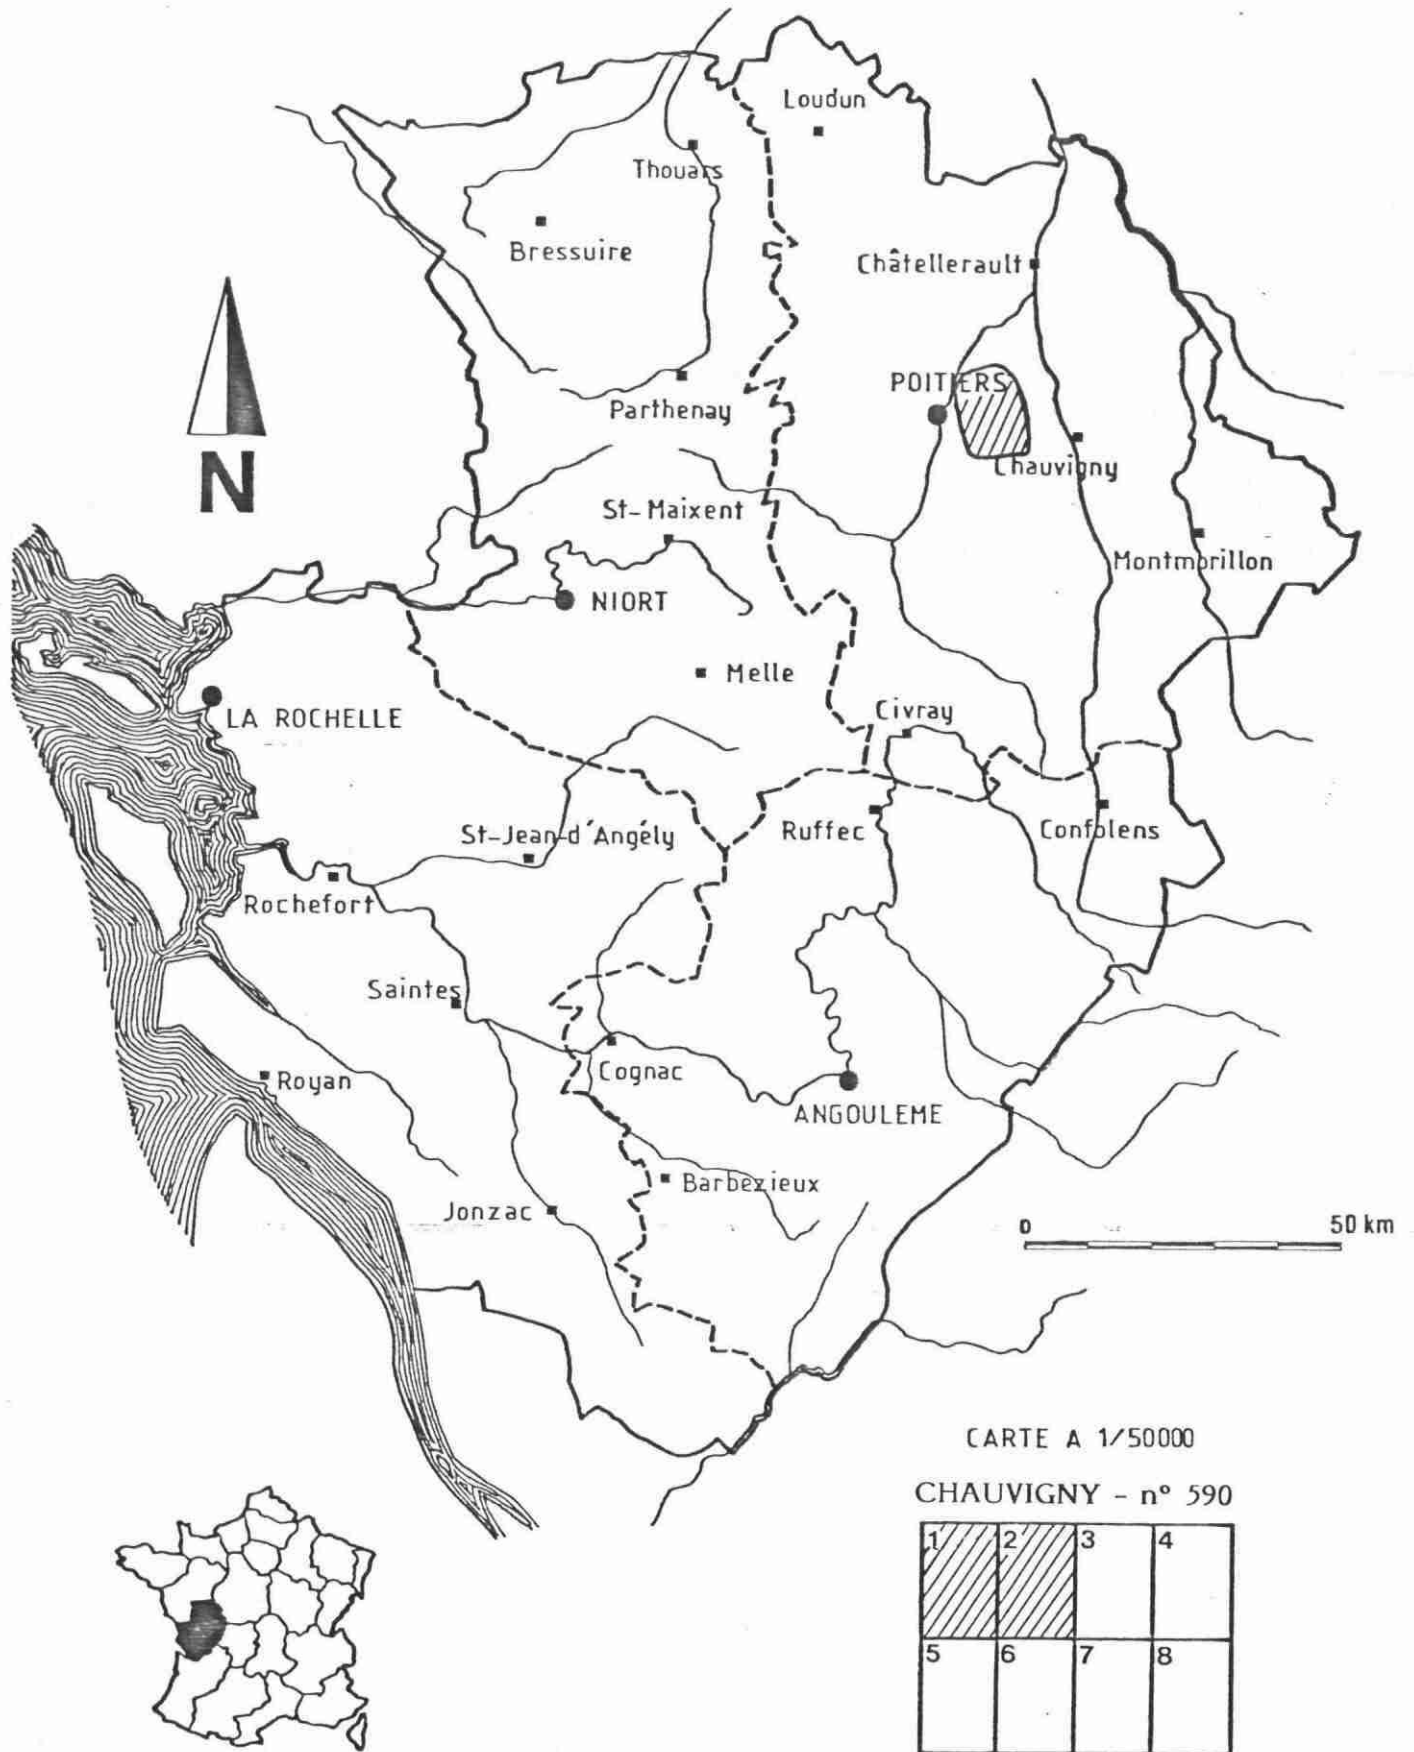 Loudun
Thouars
Bressuire
Châtellerault
POITIERS
Parthenay
Chauvigny
N
St-Maixent
Montmorillon
NIORT
Melle
Civray
LA ROCHELLE
St-Jean-d'Angély
Ruffec
Confolens
Rochefort
Saintes
Cognac
Royan
ANGOULEME
Barbezieux
Jonzac
0 50 km
CARTE A 1/50000
CHAUVIGNY - n° 590
1 2 3 4
5 6 7 8